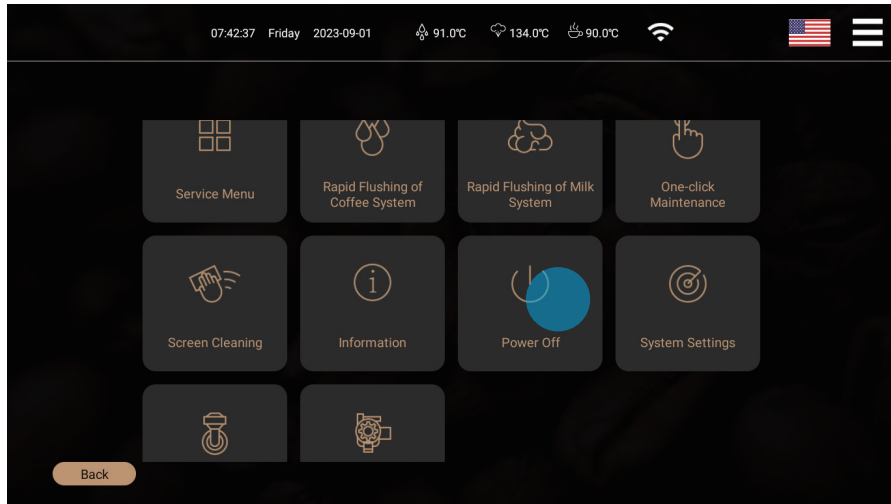 07:42:37 Friday 2023-09-01 91.0℃ 134.0℃ 90.0℃
Service Menu
Rapid Flushing of
Coffee System
Rapid Flushing of Milk
System
One-click
Maintenance
Screen Cleaning
Information
Power Off
System Settings
Back